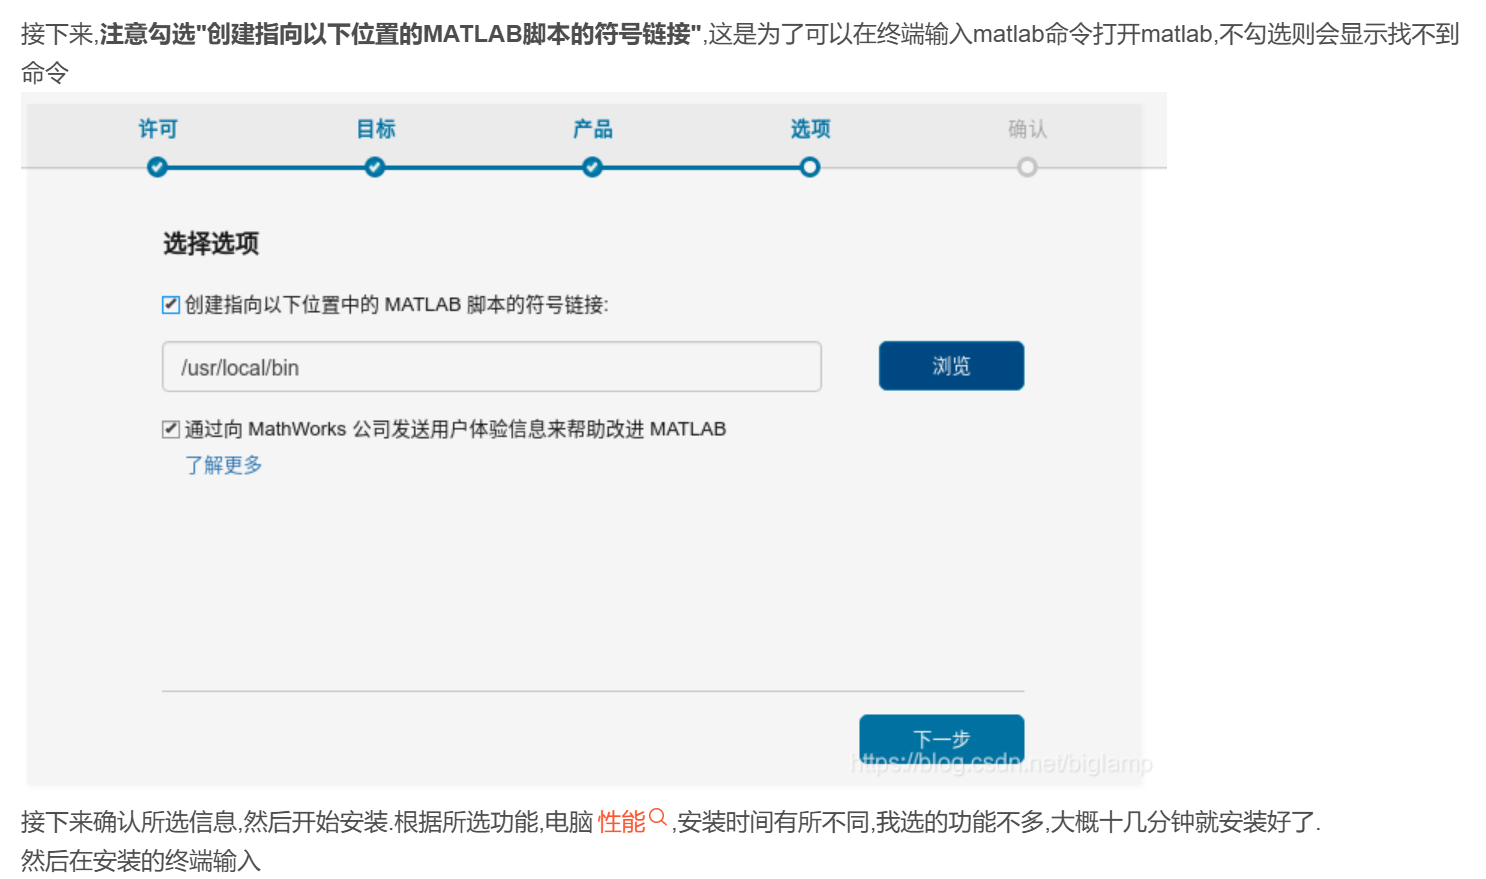 接下来,注意勾选"创建指向以下位置的MATLAB脚本的符号链接",这是为了可以在终端输入matlab命令打开matlab,不勾选则会显示找不到
命令
许可 目标 产品 选项 确认
选择选项
创建指向以下位置中的 MATLAB 脚本的符号链接:
/usr/local/bin 浏览
通过向 MathWorks 公司发送用户体验信息来帮助改进 MATLAB
了解更多
下一步
https://blog.csdn.net/biglamp
接下来确认所选信息,然后开始安装.根据所选功能,电脑 性能,安装时间有所不同,我选的功能不多,大概十几分钟就安装好了.
然后在安装的终端输入